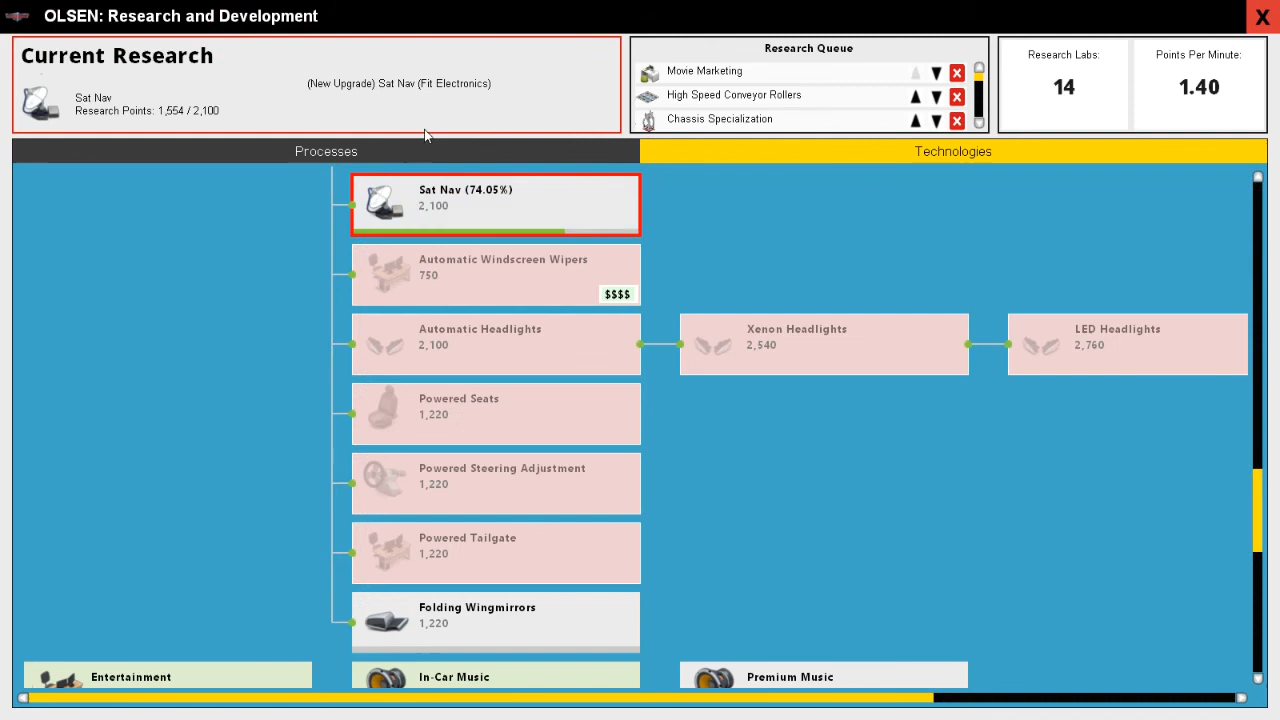 OLSEN: Research and Development
X
Current Research
(New Upgrade) Sat Nav (Fit Electronics)
Sat Nav
Research Points: 1,554 / 2,100
Research Queue
Movie Marketing
High Speed Conveyor Rollers
Chassis Specialization
Research Labs:
14
Points Per Minute:
1.40
Processes
Technologies
Sat Nav (74.05%)
2,100
Automatic Windscreen Wipers
750
$$$$
Automatic Headlights
2,100
Xenon Headlights
2,540
LED Headlights
2,760
Powered Seats
1,220
Powered Steering Adjustment
1,220
Powered Tailgate
1,220
Folding Wingmirrors
1,220
Entertainment
In-Car Music
Premium Music